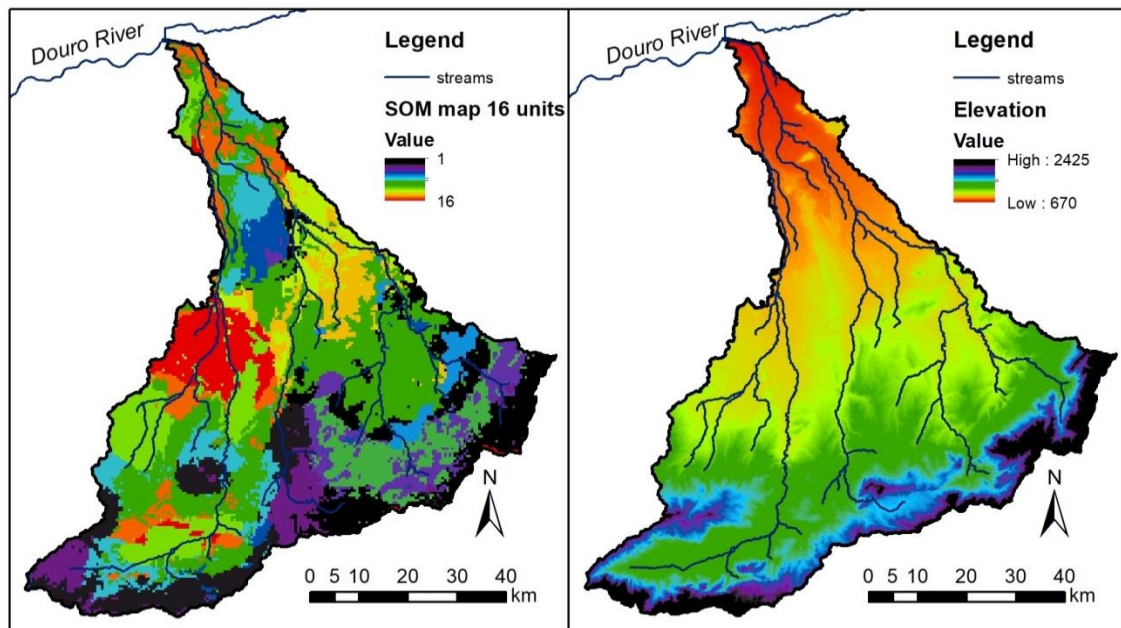 Douro River
Legend
streams
SOM map 16 units
Value
1
16
1
N
0 5 10 20 30 40
km
Douro River
Legend
streams
Elevation
Value
High : 2425
Low : 670
N
0 5 10 20 30 40
km